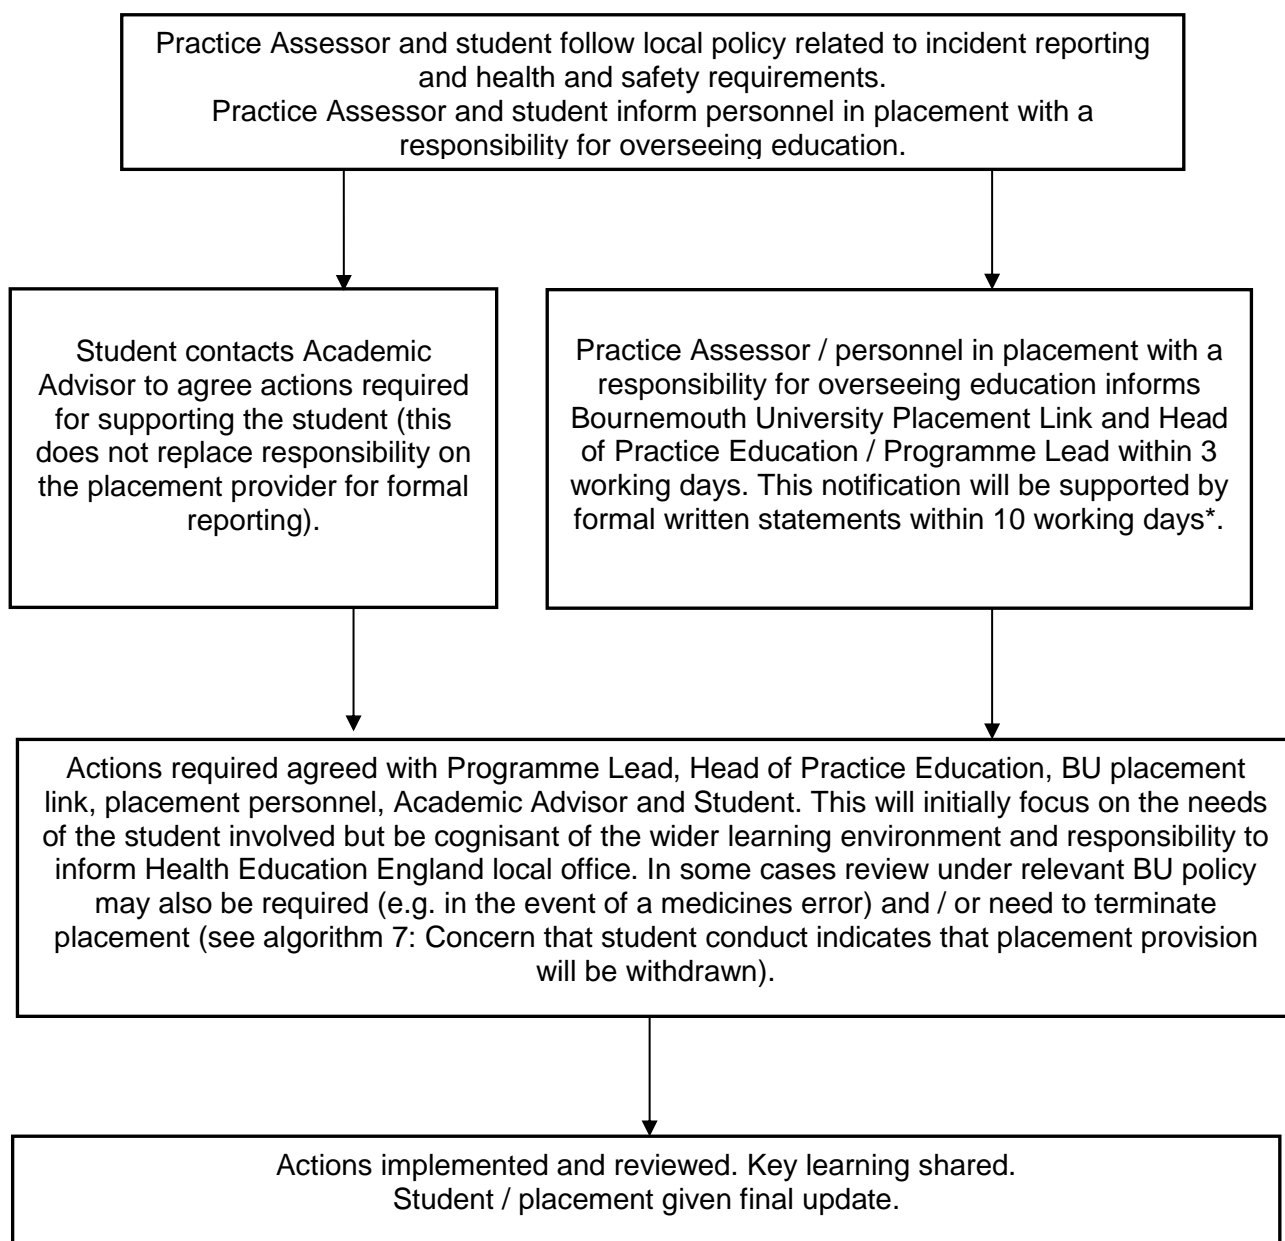 Practice Assessor and student follow local policy related to incident reporting
and health and safety requirements.
Practice Assessor and student inform personnel in placement with a
responsibility for overseeing education.
Student contacts Academic
Advisor to agree actions required
for supporting the student (this
does not replace responsibility on
the placement provider for formal
reporting).
Practice Assessor / personnel in placement with a
responsibility for overseeing education informs
Bournemouth University Placement Link and Head
of Practice Education / Programme Lead within 3
working days. This notification will be supported by
formal written statements within 10 working days*.
Actions required agreed with Programme Lead, Head of Practice Education, BU placement
link, placement personnel, Academic Advisor and Student. This will initially focus on the needs
of the student involved but be cognisant of the wider learning environment and responsibility to
inform Health Education England local office. In some cases review under relevant BU policy
may also be required (e.g. in the event of a medicines error) and / or need to terminate
placement (see algorithm 7: Concern that student conduct indicates that placement provision
will be withdrawn).
Actions implemented and reviewed. Key learning shared.
Student / placement given final update.